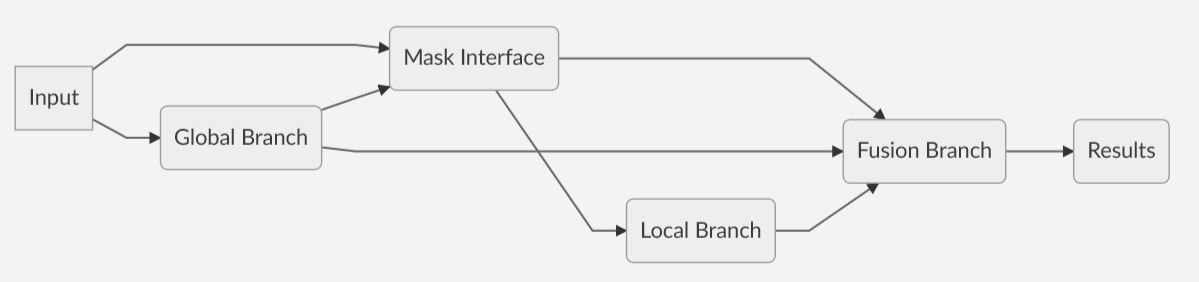 Input
Global Branch
Mask Interface
Local Branch
Fusion Branch
Results